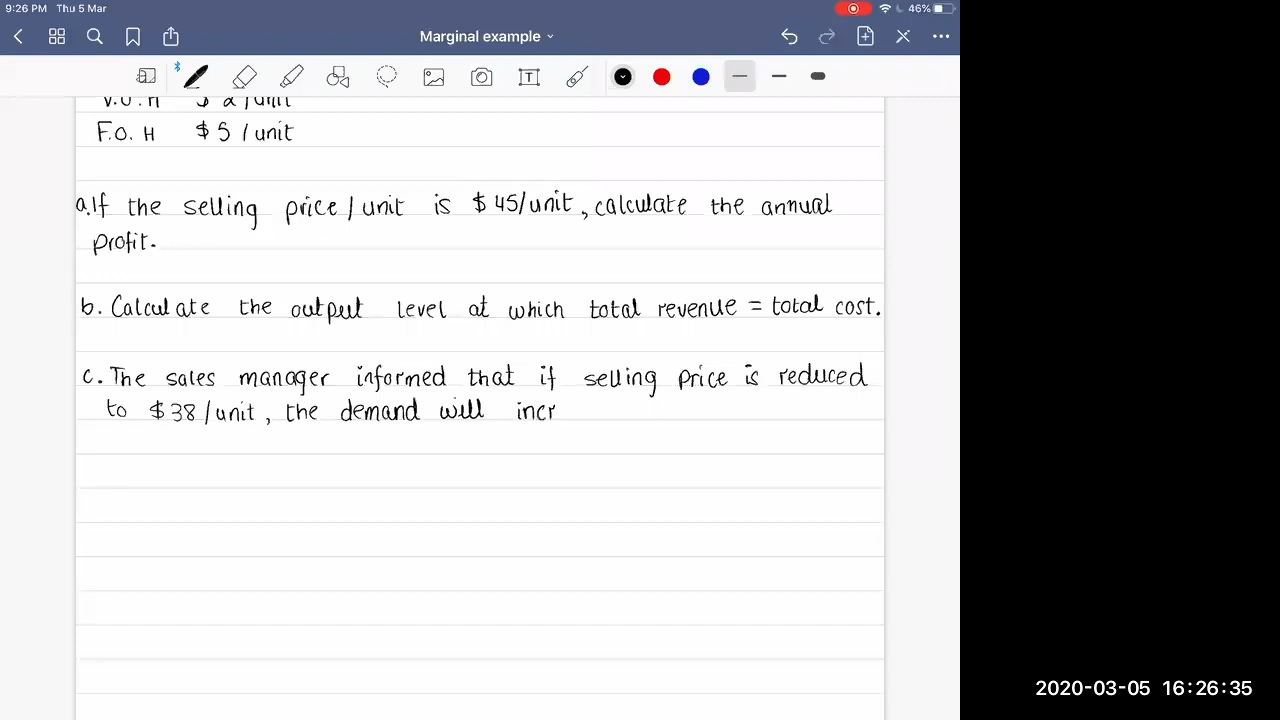 9:26 PM Thu 5 Mar
46%
Marginal example
V.O.H $2/unit
F.O.H $5/unit
a.If the selling price/unit is $45/unit, calculate the annual
profit.
b. Calculate the output level at which total revenue = total cost.
c. The sales manager informed that if selling price is reduced
to $38/unit, the demand will incr
2020-03-05 16:26:35